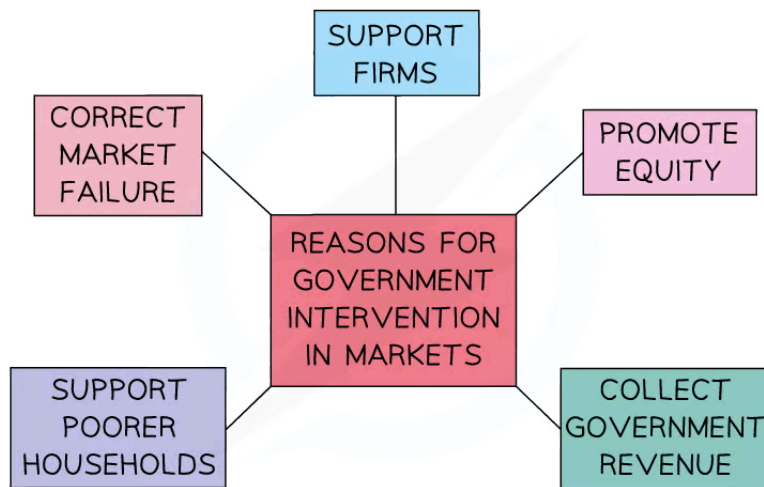 SUPPORT
FIRMS
CORRECT
MARKET
FAILURE
PROMOTE
EQUITY
REASONS FOR
GOVERNMENT
INTERVENTION
IN MARKETS
SUPPORT
POORER
HOUSEHOLDS
COLLECT
GOVERNMENT
REVENUE